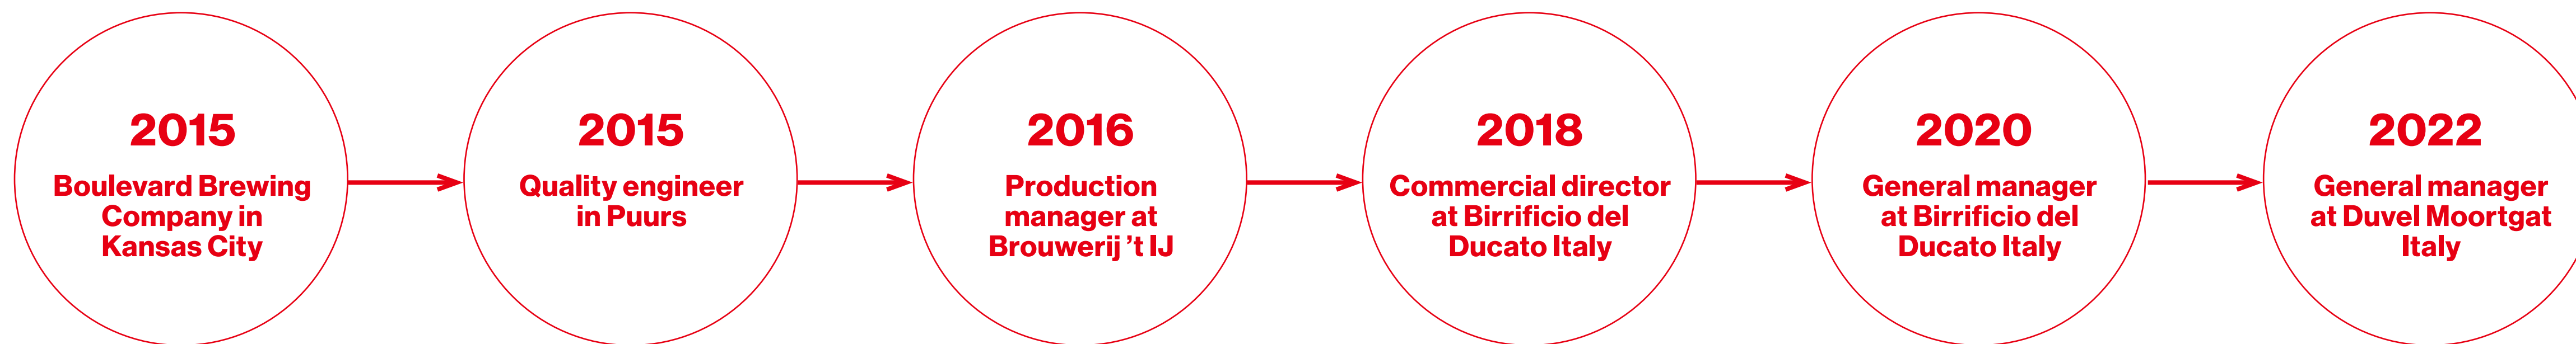 2015
Boulevard Brewing
Company in
Kansas City
2015
Quality engineer
in Puurs
2016
Production
manager at
Brouwerij ’t IJ
2018
Commercial director
at Birrificio del
Ducato Italy
2020
General manager
at Birrificio del
Ducato Italy
2022
General manager
at Duvel Moortgat
Italy